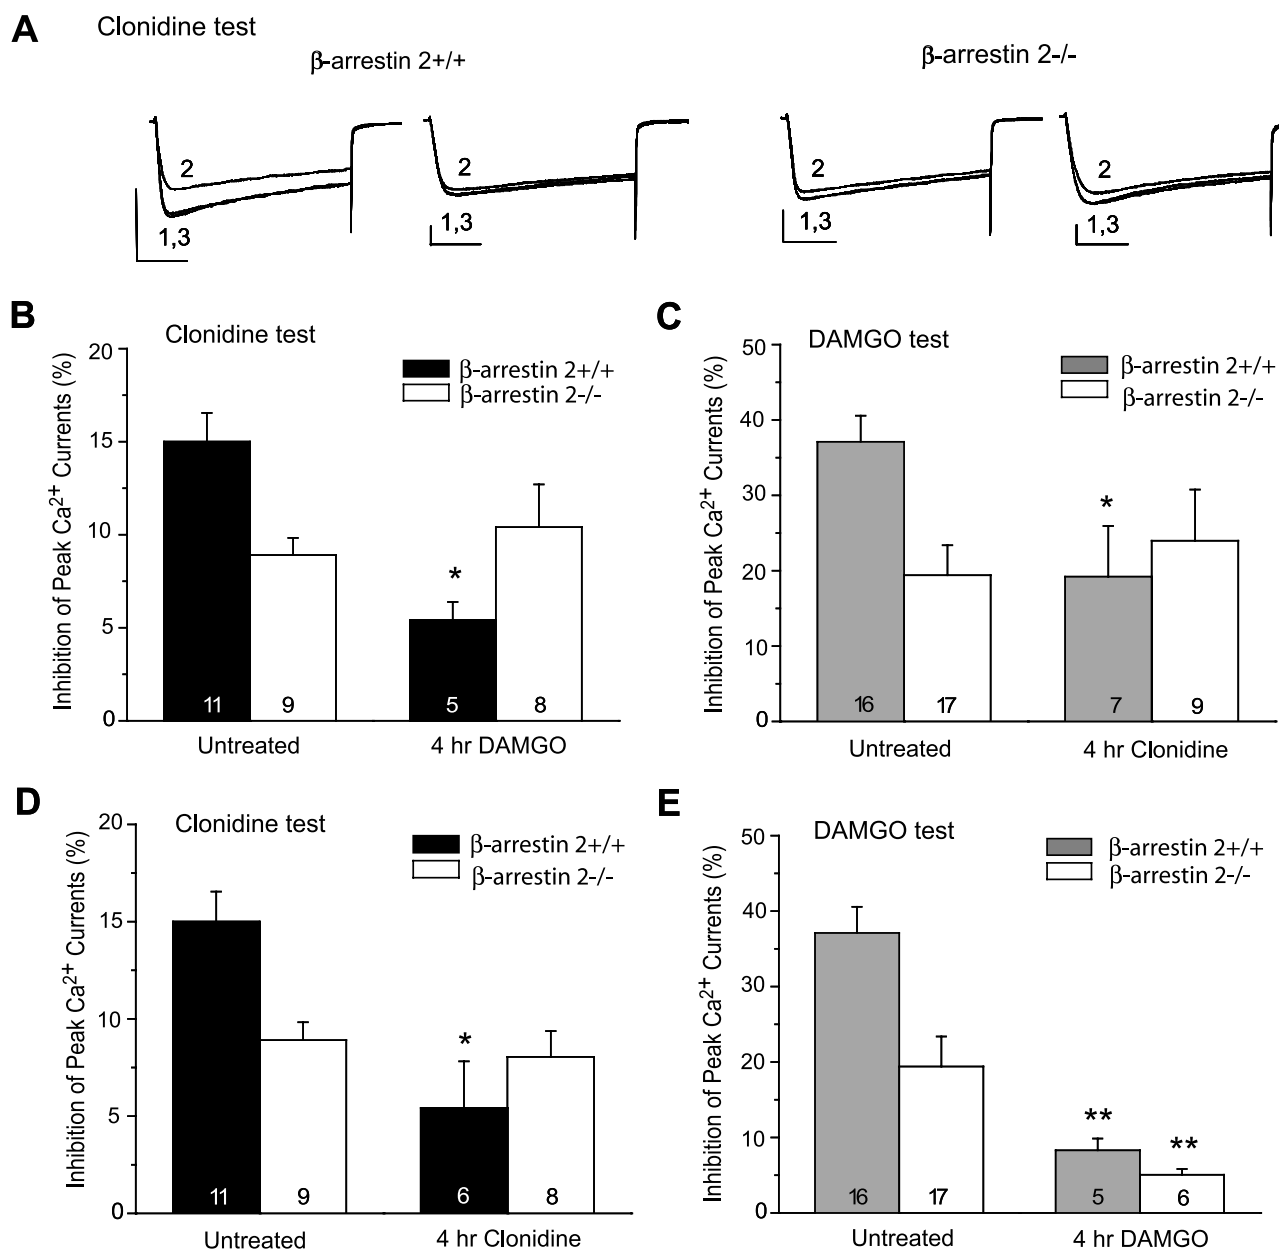 A
Clonidine test
β-arrestin 2+/+
β-arrestin 2-/-
2
1,3
2
1,3
2
1,3
2
1,3
B
Clonidine test
β-arrestin 2+/+
β-arrestin 2-/-
Inhibition of Peak Ca²⁺ Currents (%)
20
15
10
5
0
*
11
9
5
8
Untreated
4 hr DAMGO
C
DAMGO test
β-arrestin 2+/+
β-arrestin 2-/-
Inhibition of Peak Ca²⁺ Currents (%)
50
40
30
20
10
0
*
16
17
7
9
Untreated
4 hr Clonidine
D
Clonidine test
β-arrestin 2+/+
β-arrestin 2-/-
Inhibition of Peak Ca²⁺ Currents (%)
20
15
10
5
0
*
11
9
6
8
Untreated
4 hr Clonidine
E
DAMGO test
β-arrestin 2+/+
β-arrestin 2-/-
Inhibition of Peak Ca²⁺ Currents (%)
50
40
30
20
10
0
**
**
16
17
5
6
Untreated
4 hr DAMGO